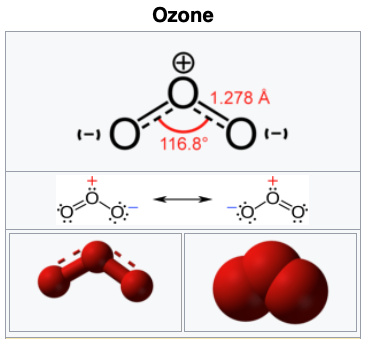 Ozone
⊕
O
1.278 Å
(−) O O (−)
116.8°
+ +
O O
O O − − O O